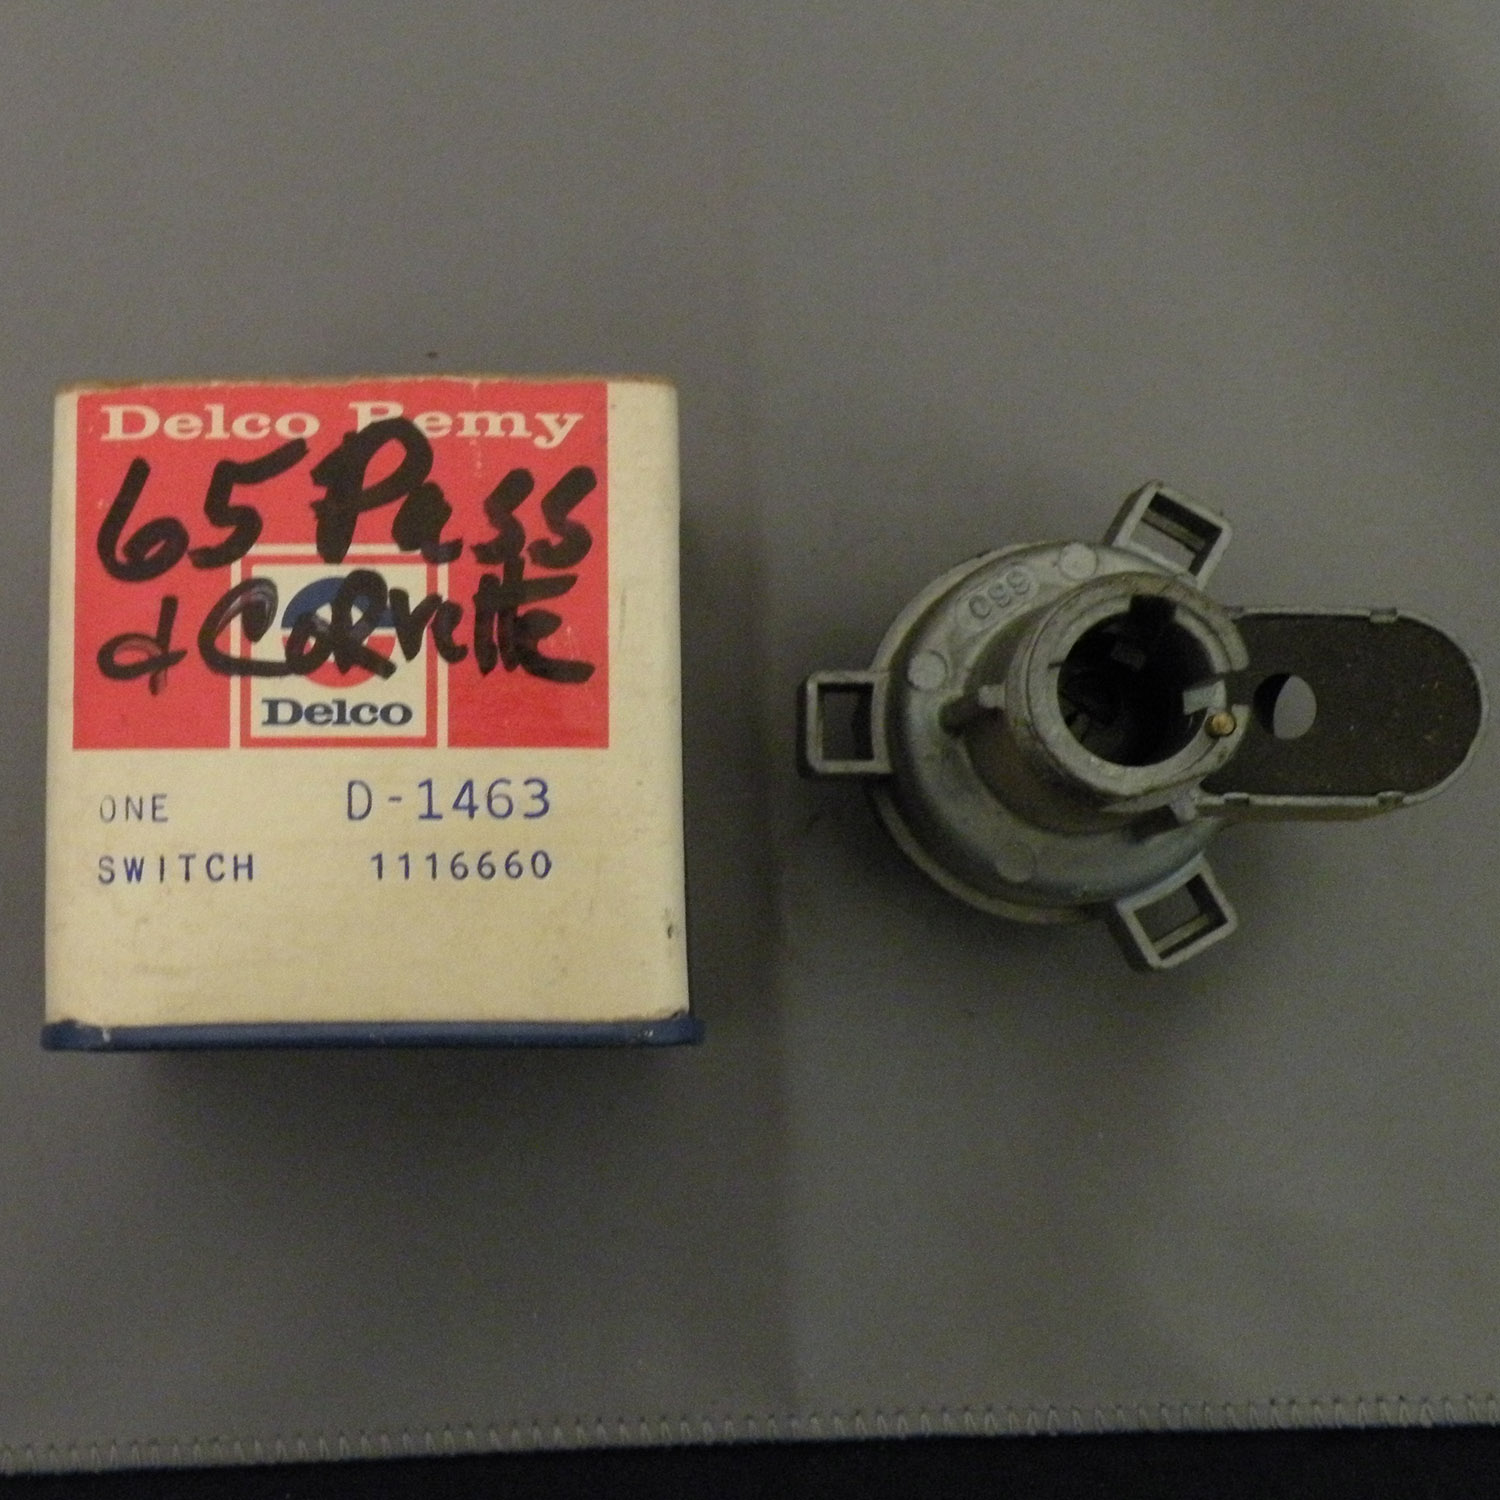 Delco Remy
65 Pass
& Corvette
Delco
ONE D-1463
SWITCH 1116660
660